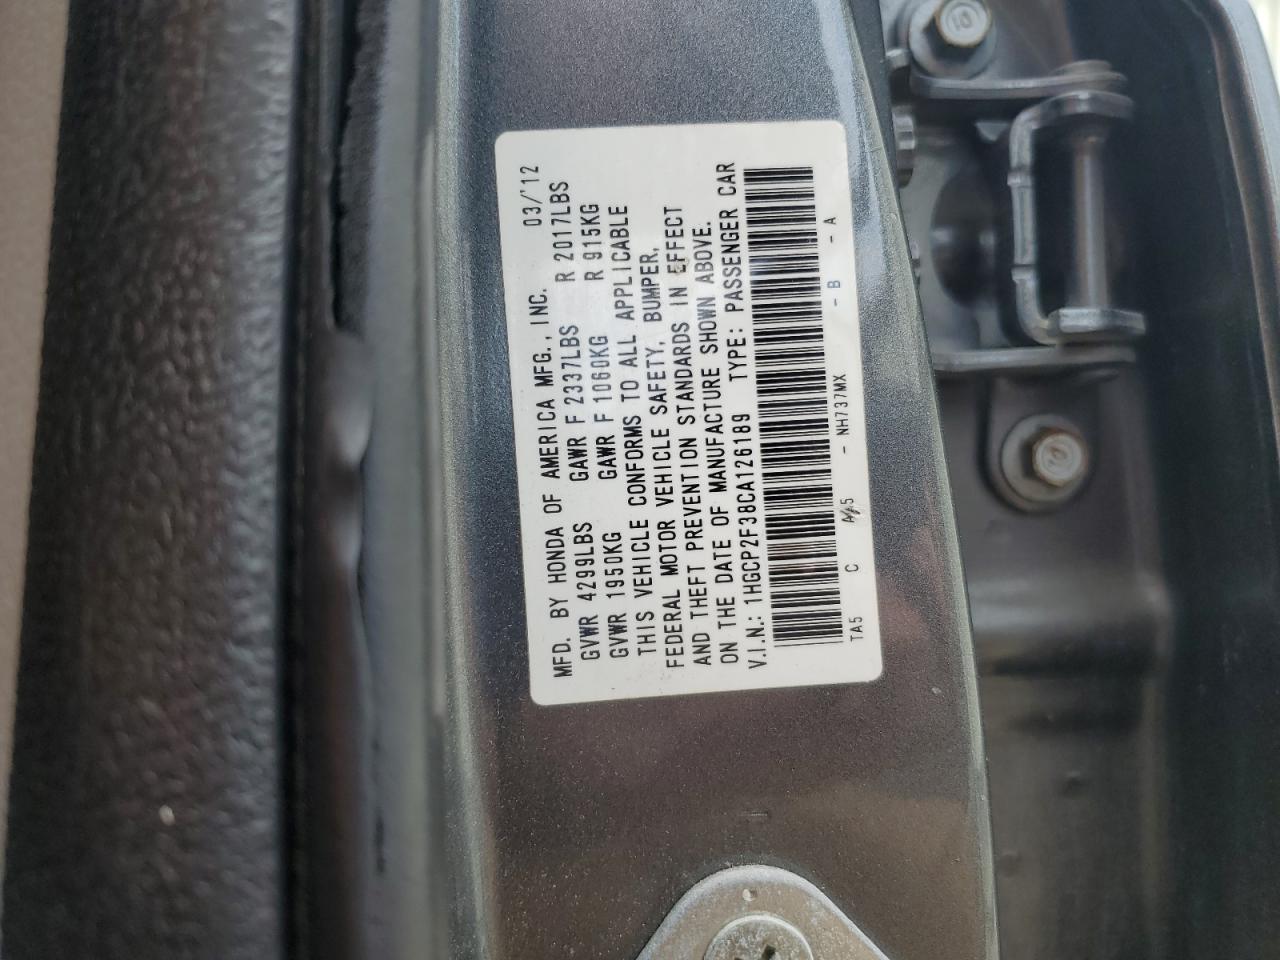 MFD. BY HONDA OF AMERICA MFG., INC. 03/'12
GVWR 4299LBS GAWR F 2337LBS R 2017LBS
GVWR 1950KG GAWR F 1060KG R 915KG
THIS VEHICLE CONFORMS TO ALL APPLICABLE
FEDERAL MOTOR VEHICLE SAFETY, BUMPER,
AND THEFT PREVENTION STANDARDS IN EFFECT
ON THE DATE OF MANUFACTURE SHOWN ABOVE.
V.I.N.: 1HGCP2F38CA126189 TYPE: PASSENGER CAR
TA5 C - NH737MX - B - A
10